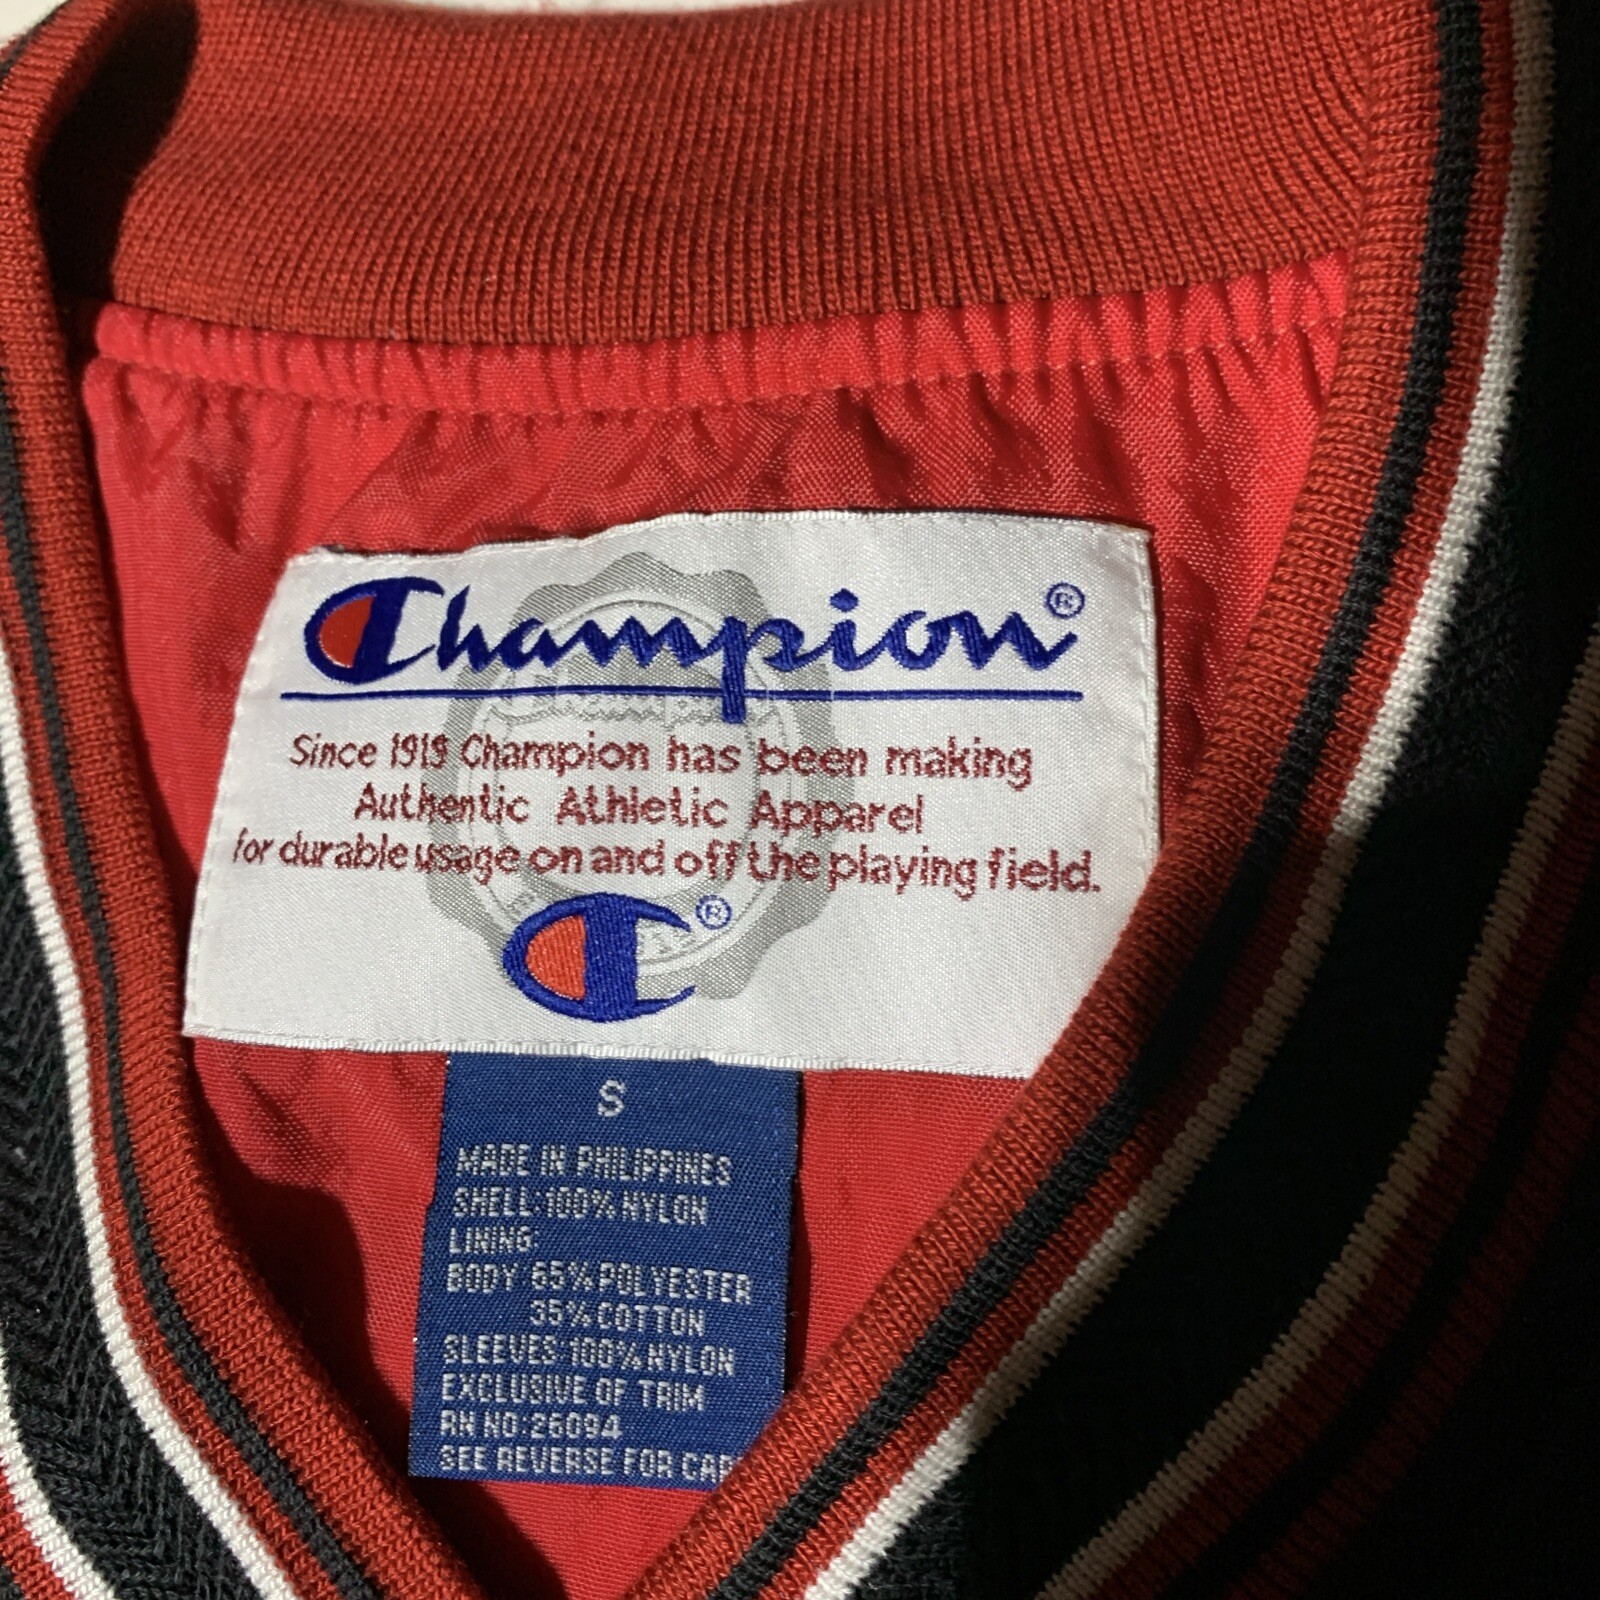 Champion®
Since 1919 Champion has been making
Authentic Athletic Apparel
for durable usage on and off the playing field.
®
S
MADE IN PHILIPPINES
SHELL:100% NYLON
LINING:
BODY 65% POLYESTER
35% COTTON
SLEEVES:100% NYLON
EXCLUSIVE OF TRIM
RN NO:26094
SEE REVERSE FOR